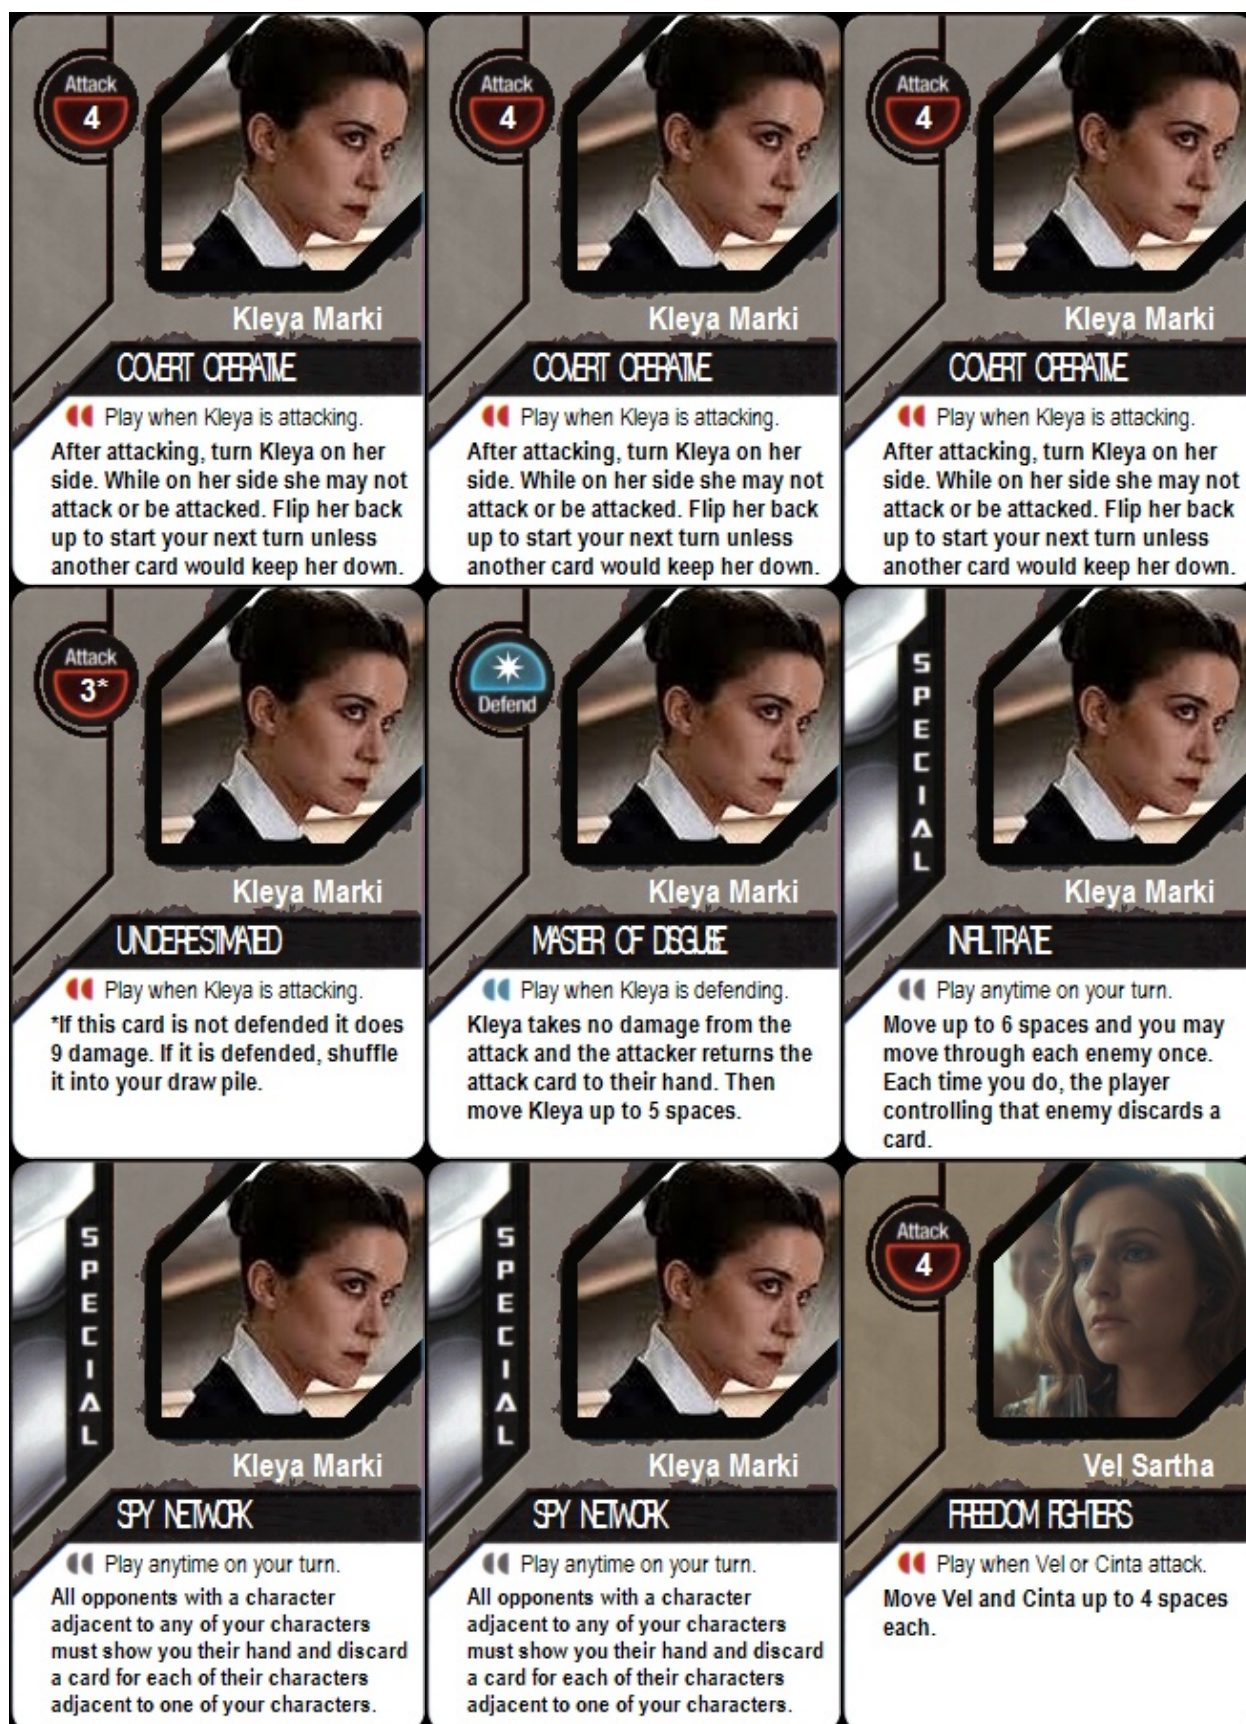 Attack
4
Kleya Marki
COVERT OPERATIVE
Play when Kleya is attacking.
After attacking, turn Kleya on her
side. While on her side she may not
attack or be attacked. Flip her back
up to start your next turn unless
another card would keep her down.
Attack
4
Kleya Marki
COVERT OPERATIVE
Play when Kleya is attacking.
After attacking, turn Kleya on her
side. While on her side she may not
attack or be attacked. Flip her back
up to start your next turn unless
another card would keep her down.
Attack
4
Kleya Marki
COVERT OPERATIVE
Play when Kleya is attacking.
After attacking, turn Kleya on her
side. While on her side she may not
attack or be attacked. Flip her back
up to start your next turn unless
another card would keep her down.
Attack
3*
Kleya Marki
UNDERESTIMATED
Play when Kleya is attacking.
*If this card is not defended it does
9 damage. If it is defended, shuffle
it into your draw pile.
Defend
Kleya Marki
MASTER OF DISGUISE
Play when Kleya is defending.
Kleya takes no damage from the
attack and the attacker returns the
attack card to their hand. Then
move Kleya up to 5 spaces.
SPECIAL
Kleya Marki
INFILTRATE
Play anytime on your turn.
Move up to 6 spaces and you may
move through each enemy once.
Each time you do, the player
controlling that enemy discards a
card.
SPECIAL
Kleya Marki
SPY NETWORK
Play anytime on your turn.
All opponents with a character
adjacent to any of your characters
must show you their hand and discard
a card for each of their characters
adjacent to one of your characters.
SPECIAL
Kleya Marki
SPY NETWORK
Play anytime on your turn.
All opponents with a character
adjacent to any of your characters
must show you their hand and discard
a card for each of their characters
adjacent to one of your characters.
Attack
4
Vel Sartha
FREEDOM FIGHTERS
Play when Vel or Cinta attack.
Move Vel and Cinta up to 4 spaces
each.